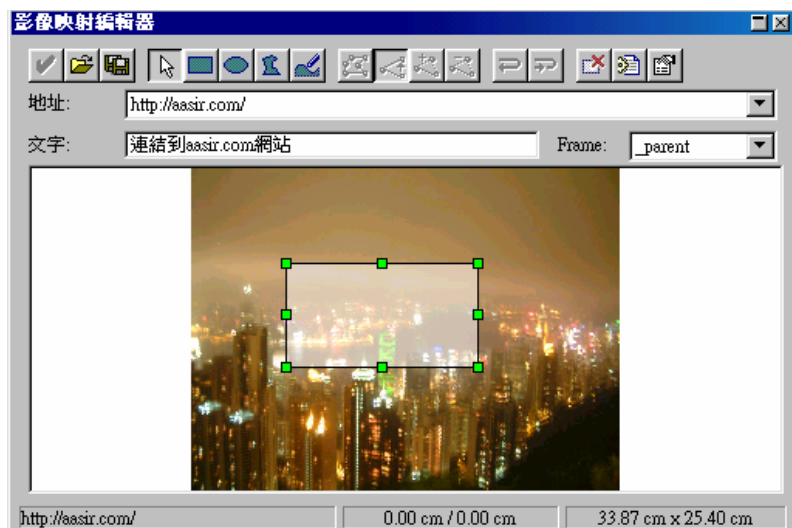 影像映射編輯器
地址: http://aasir.com/
文字: 連結到aasir.com網站 Frame: _parent
http://aasir.com/ 0.00 cm / 0.00 cm 33.87 cm x 25.40 cm